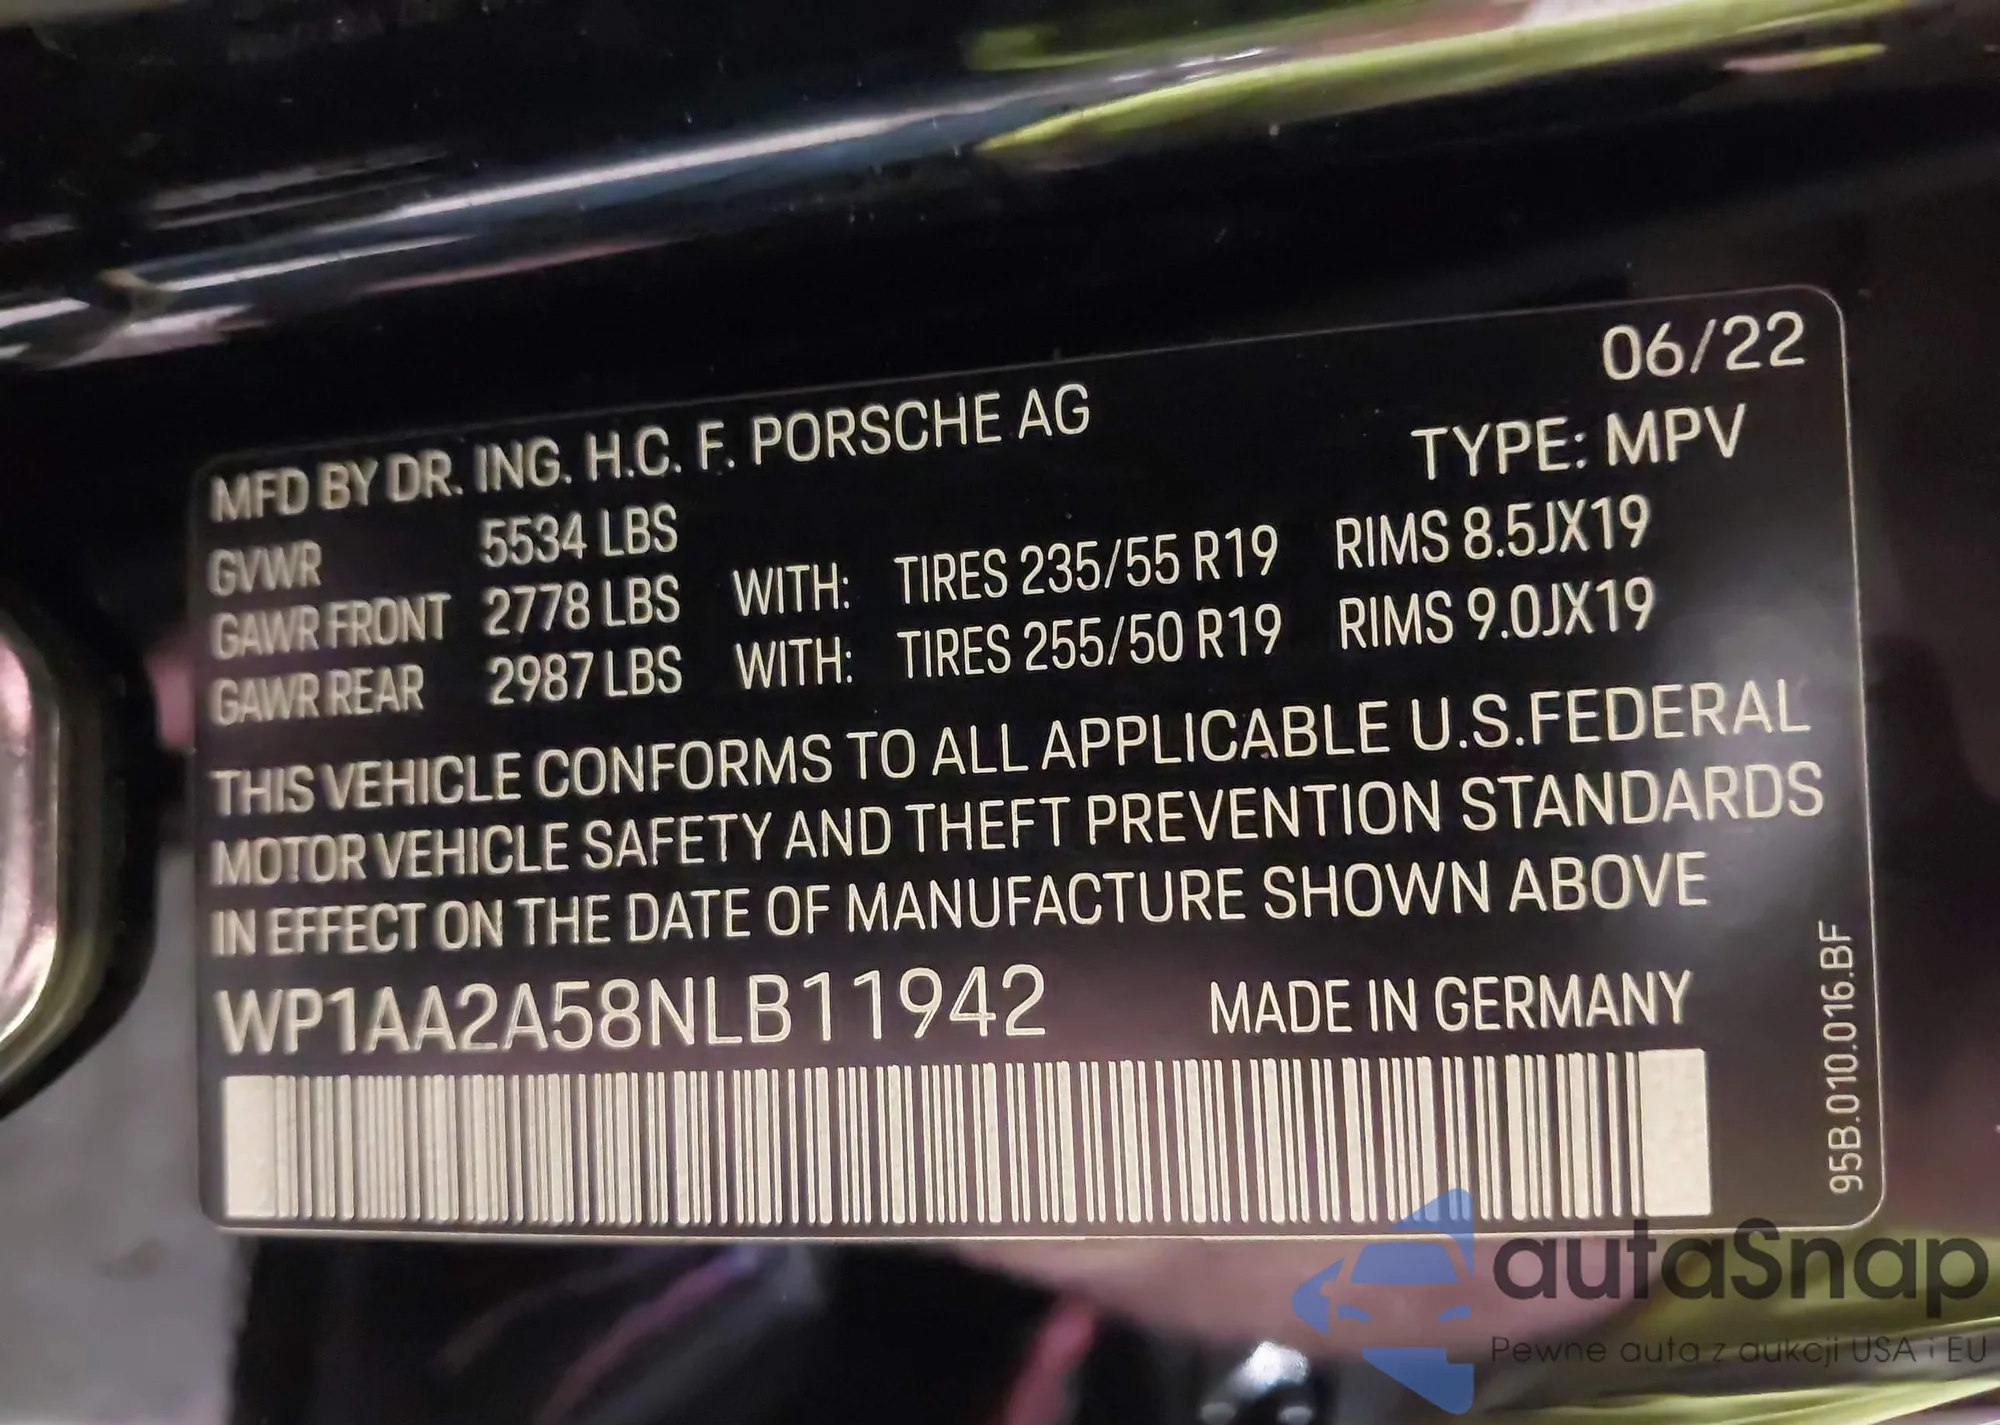 06/22
MFD BY DR. ING. H.C. F. PORSCHE AG
TYPE: MPV
GVWR 5534 LBS
GAWR FRONT 2778 LBS WITH: TIRES 235/55 R19 RIMS 8.5JX19
GAWR REAR 2987 LBS WITH: TIRES 255/50 R19 RIMS 9.0JX19
THIS VEHICLE CONFORMS TO ALL APPLICABLE U.S.FEDERAL
MOTOR VEHICLE SAFETY AND THEFT PREVENTION STANDARDS
IN EFFECT ON THE DATE OF MANUFACTURE SHOWN ABOVE
WP1AA2A58NLB11942 MADE IN GERMANY
95B.010.016.BF
autaSnap
Pewne auta z aukcji USA i EU